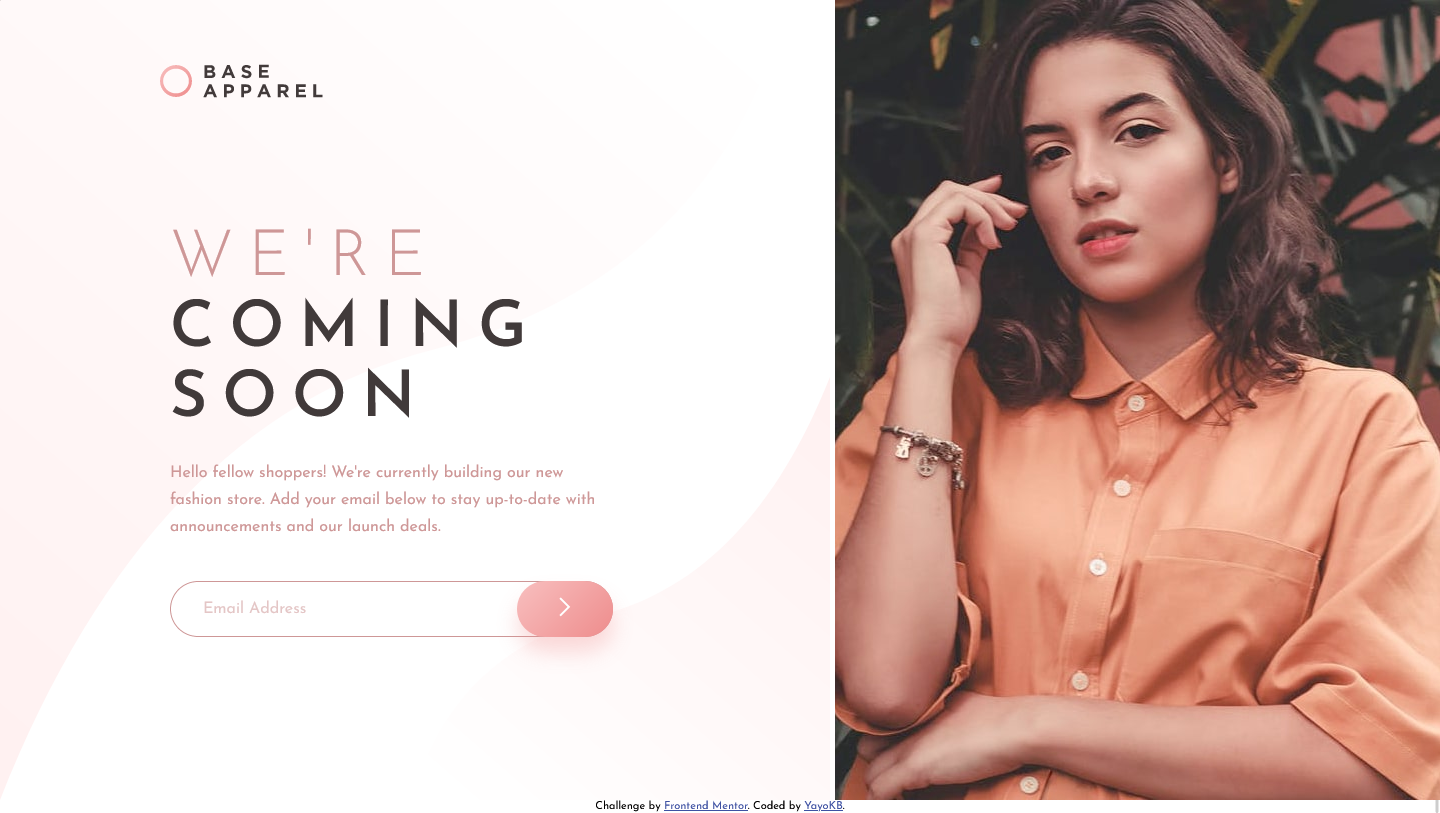 BASE
APPAREL
WE'RE
COMING
SOON
Hello fellow shoppers! We're currently building our new
fashion store. Add your email below to stay up-to-date with
announcements and our launch deals.
Email Address
Challenge by Frontend Mentor. Coded by YayoKB.